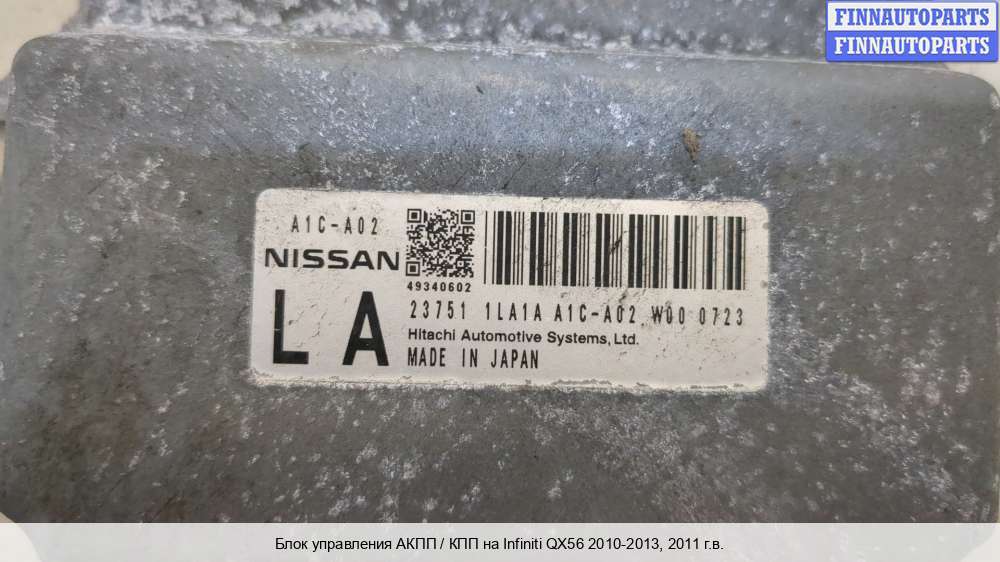 FINNAUTOPARTS
FINNAUTOPARTS
A1C-A02
NISSAN
49340602
LA
23751 1LA1A A1C-A02 W00 0723
Hitachi Automotive Systems, Ltd.
MADE IN JAPAN
Блок управления АКПП / КПП на Infiniti QX56 2010-2013, 2011 г.в.